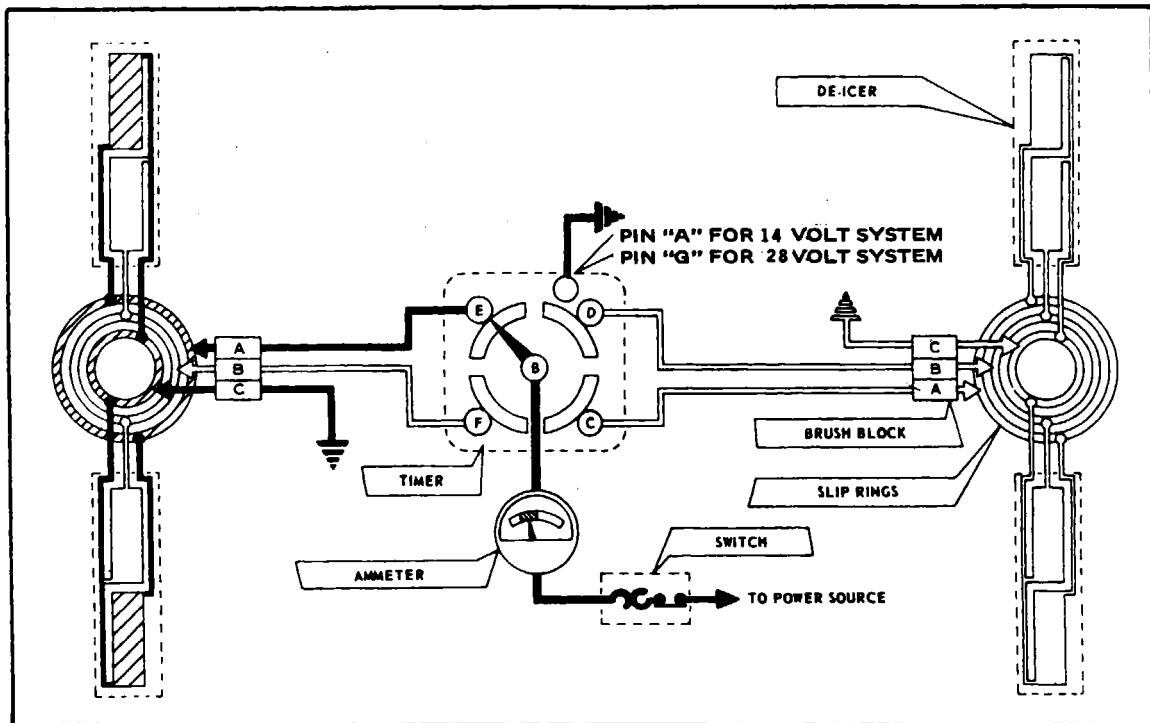 DE-ICER
PIN "A" FOR 14 VOLT SYSTEM
PIN "G" FOR 28 VOLT SYSTEM
E
D
A
B
C
B
C
B
A
F
C
BRUSH BLOCK
TIMER
SLIP RINGS
SWITCH
AMMETER
TO POWER SOURCE